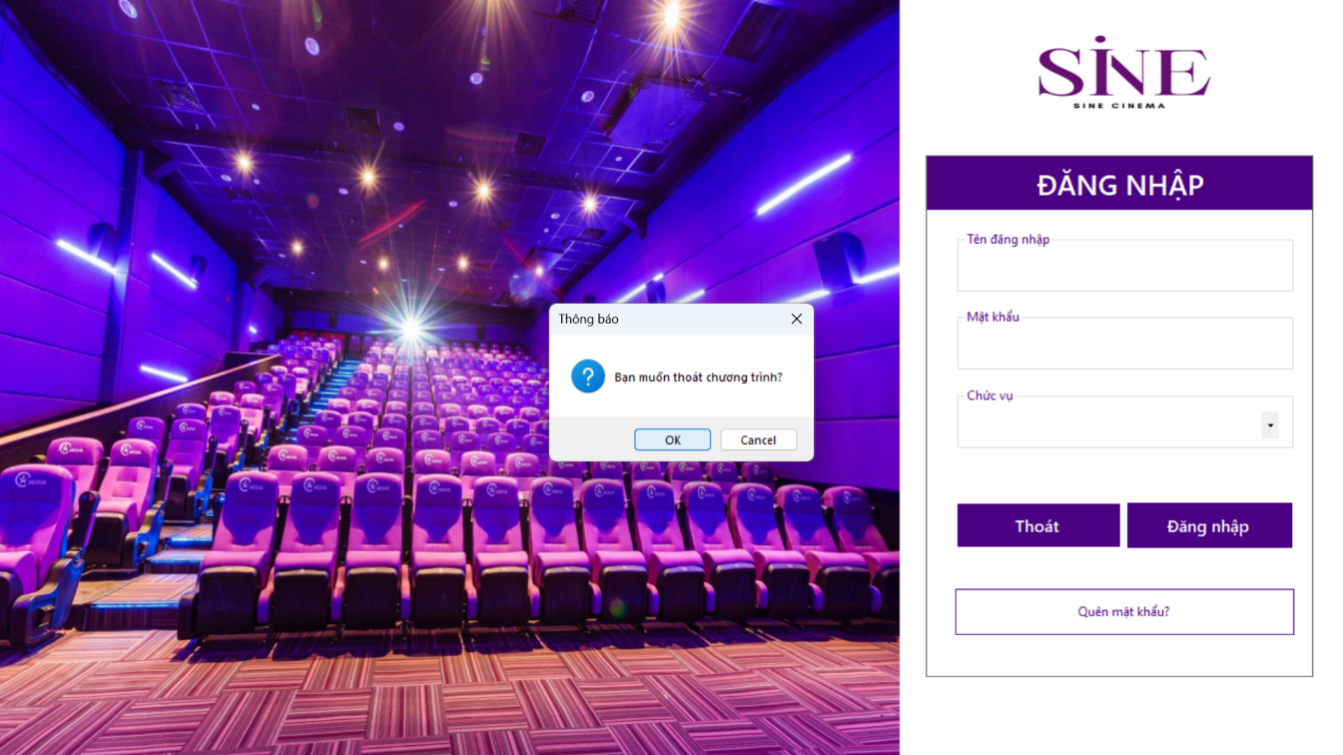 SINE
SINE CINEMA
ĐĂNG NHẬP
Tên đăng nhập
Mật khẩu
Chức vụ
Thoát
Đăng nhập
Quên mật khẩu?
Thông báo
Bạn muốn thoát chương trình?
OK
Cancel